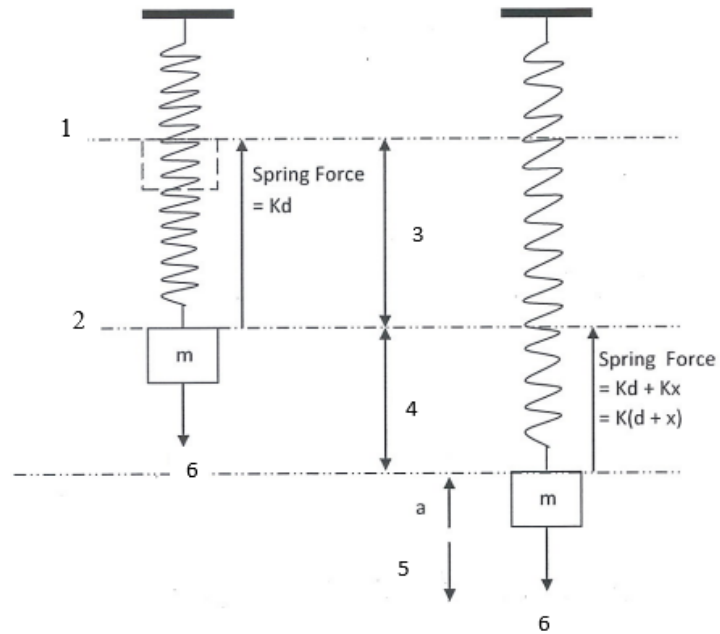 1
Spring Force
= Kd
3
2
m
Spring Force
= Kd + Kx
= K(d + x)
4
6
m
a
5
6